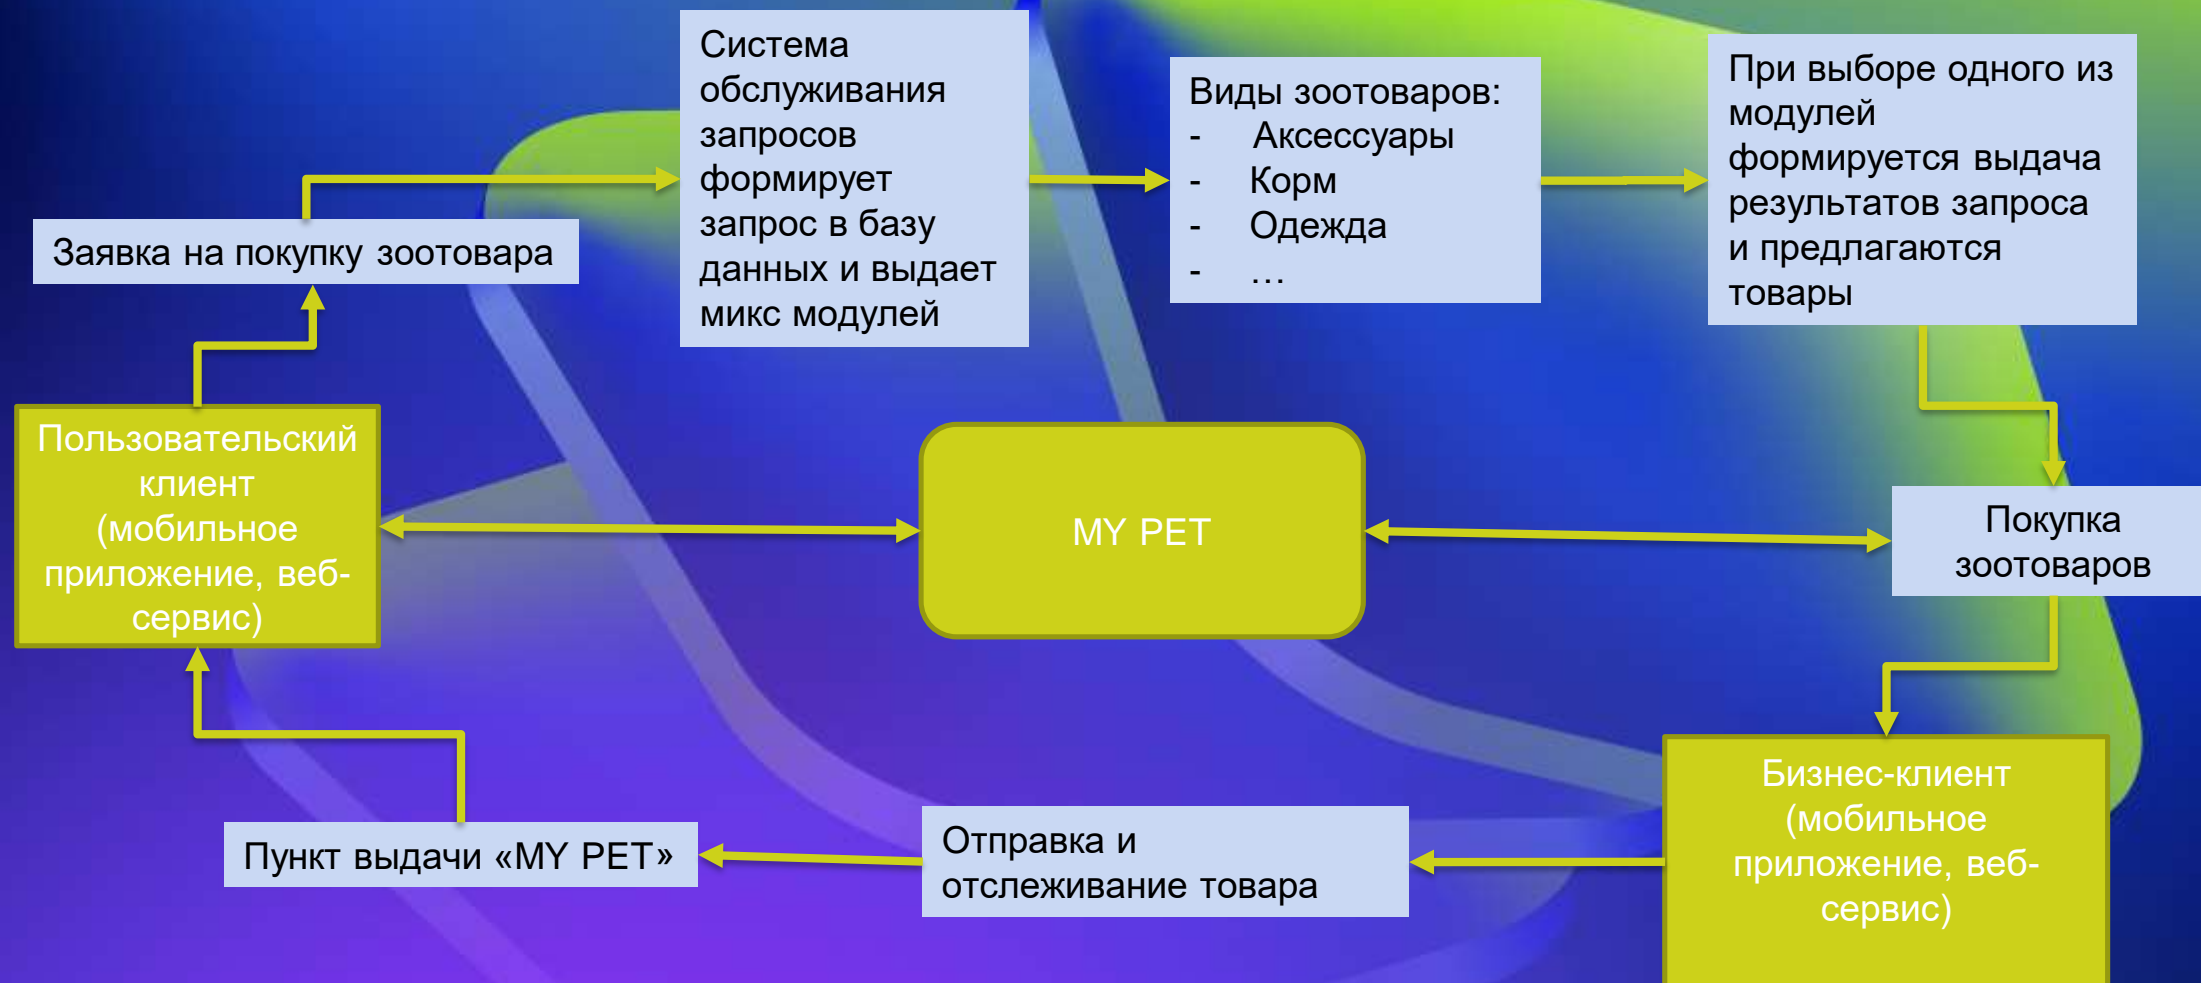 Система
обслуживания
запросов
формирует
запрос в базу
данных и выдает
микс модулей
Виды зоотоваров:
- Аксессуары
- Корм
- Одежда
- …
При выборе одного из
модулей
формируется выдача
результатов запроса
и предлагаются
товары
Заявка на покупку зоотовара
Пользовательский
клиент
(мобильное
приложение, веб-
сервис)
MY PET
Покупка
зоотоваров
Бизнес-клиент
(мобильное
приложение, веб-
сервис)
Отправка и
отслеживание товара
Пункт выдачи «MY PET»